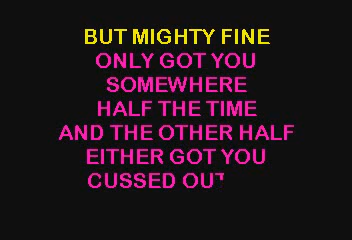 BUT MIGHTY FINE
ONLY GOT YOU
SOMEWHERE
HALF THE TIME
AND THE OTHER HALF
EITHER GOT YOU
CUSSED OUT